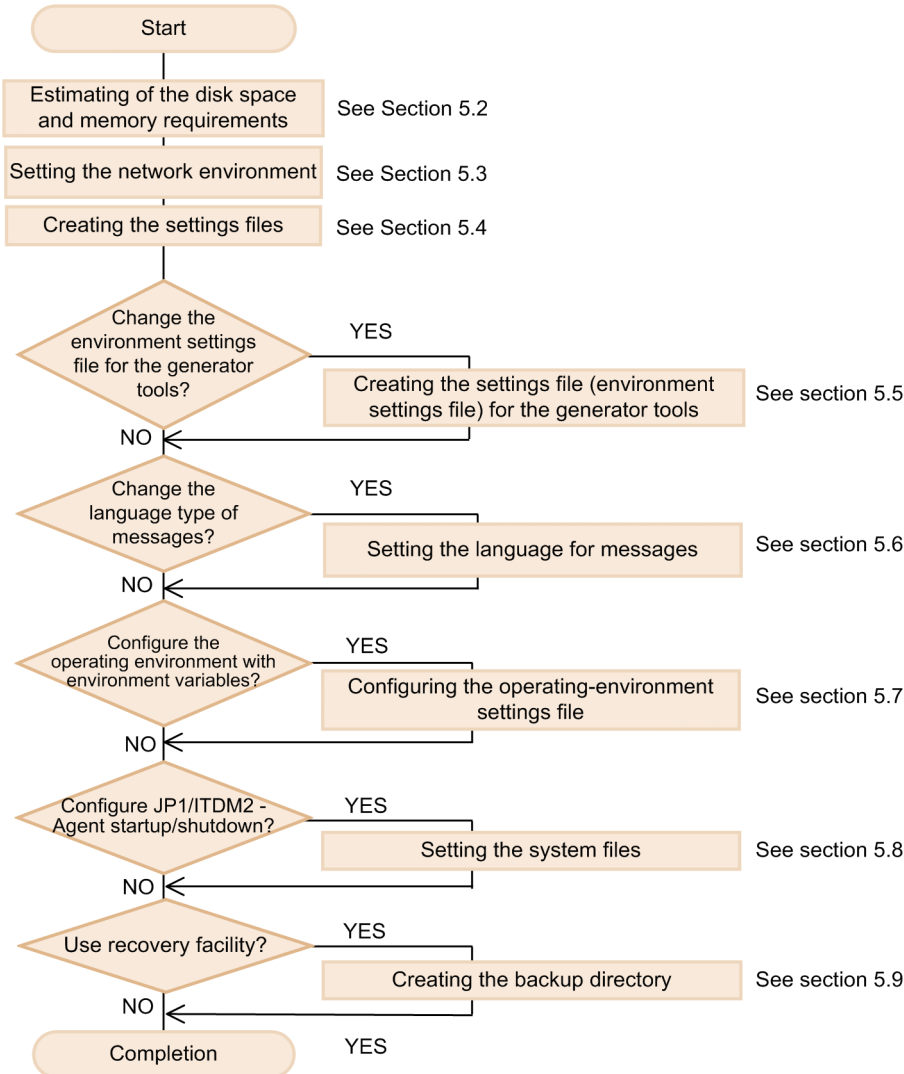 Start
Estimating of the disk space
and memory requirements
See Section 5.2
Setting the network environment
See Section 5.3
Creating the settings files
See Section 5.4
Change the
environment settings
file for the generator
tools?
YES
Creating the settings file (environment
settings file) for the generator tools
See section 5.5
NO
Change the
language type of
messages?
YES
Setting the language for messages
See section 5.6
NO
Configure the
operating environment with
environment variables?
YES
Configuring the operating-environment
settings file
See section 5.7
NO
Configure JP1/ITDM2 -
Agent startup/shutdown?
YES
Setting the system files
See section 5.8
NO
Use recovery facility?
YES
Creating the backup directory
See section 5.9
NO
Completion
YES